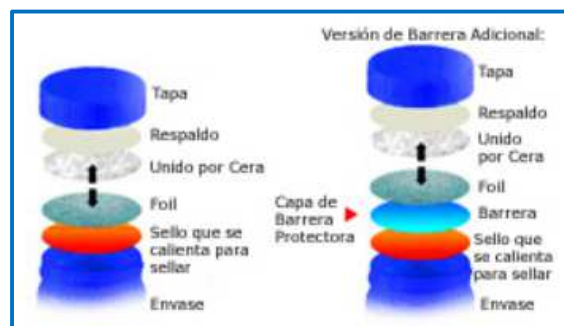 Versión de Barrera Adicional:
Tapa
Respaldo
Unido por Cera
Foil
Sello que se
calienta para
sellar
Envase
Tapa
Respaldo
Unido
por Cera
Foil
Capa de
Barrera
Protectora
Barrera
Sello que
se calienta
para sellar
Envase